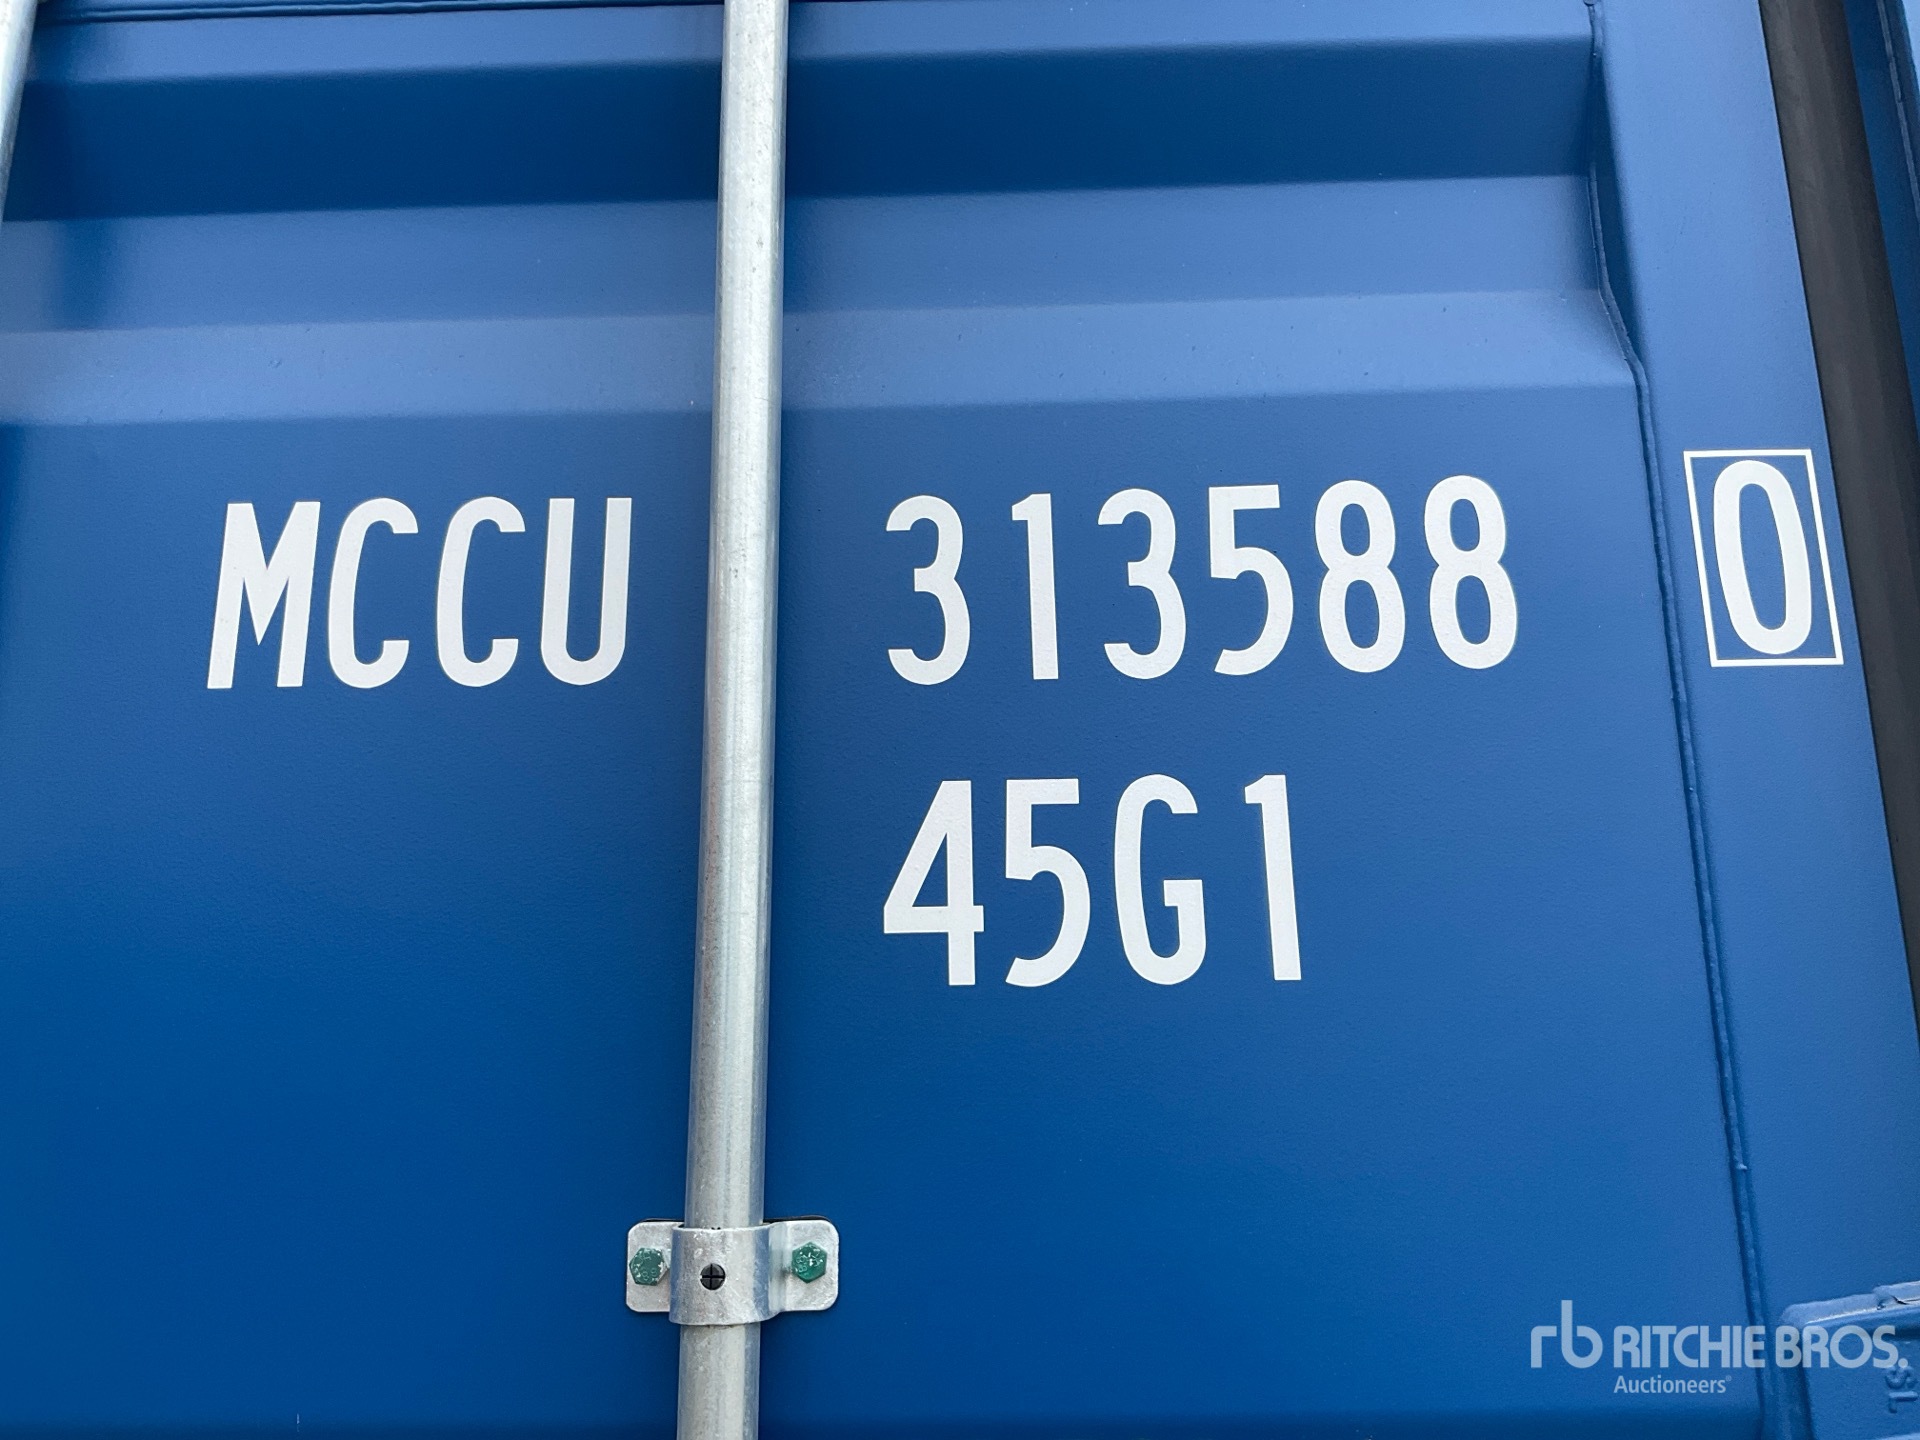 MCCU 313588 0
45G1
rb RITCHIE BROS.
Auctioneers